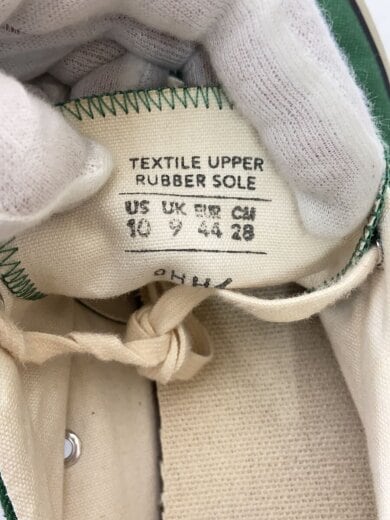 TEXTILE UPPER
RUBBER SOLE
US UK EUR CM
10 9 44 28